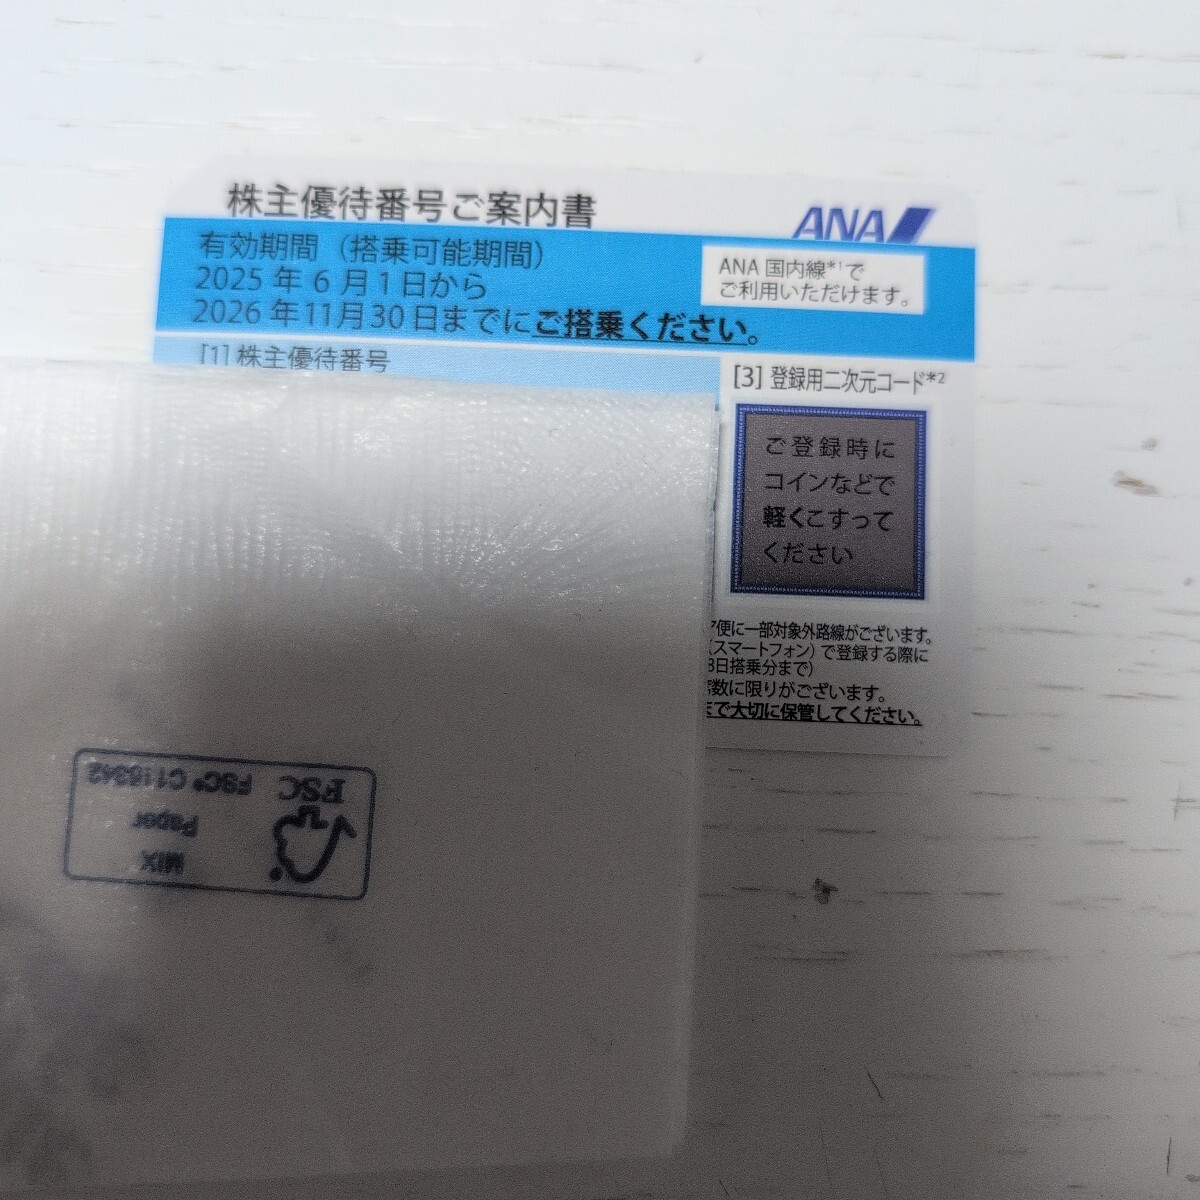 株主優待番号ご案内書
ANA
有効期間（搭乗可能期間）
2025年6月1日から
2026年11月30日までにご搭乗ください。
ANA国内線*1で
ご利用いただけます。
[1]株主優待番号
[3]登録用二次元コード*2
ご登録時に
コインなどで
軽くこすって
ください
便に一部対象外路線がございます。
（スマートフォン）で登録する際に
日搭乗分まで）
数に限りがございます。
まで大切に保管してください。
MIX
Paper
FSC
FSC® C115342